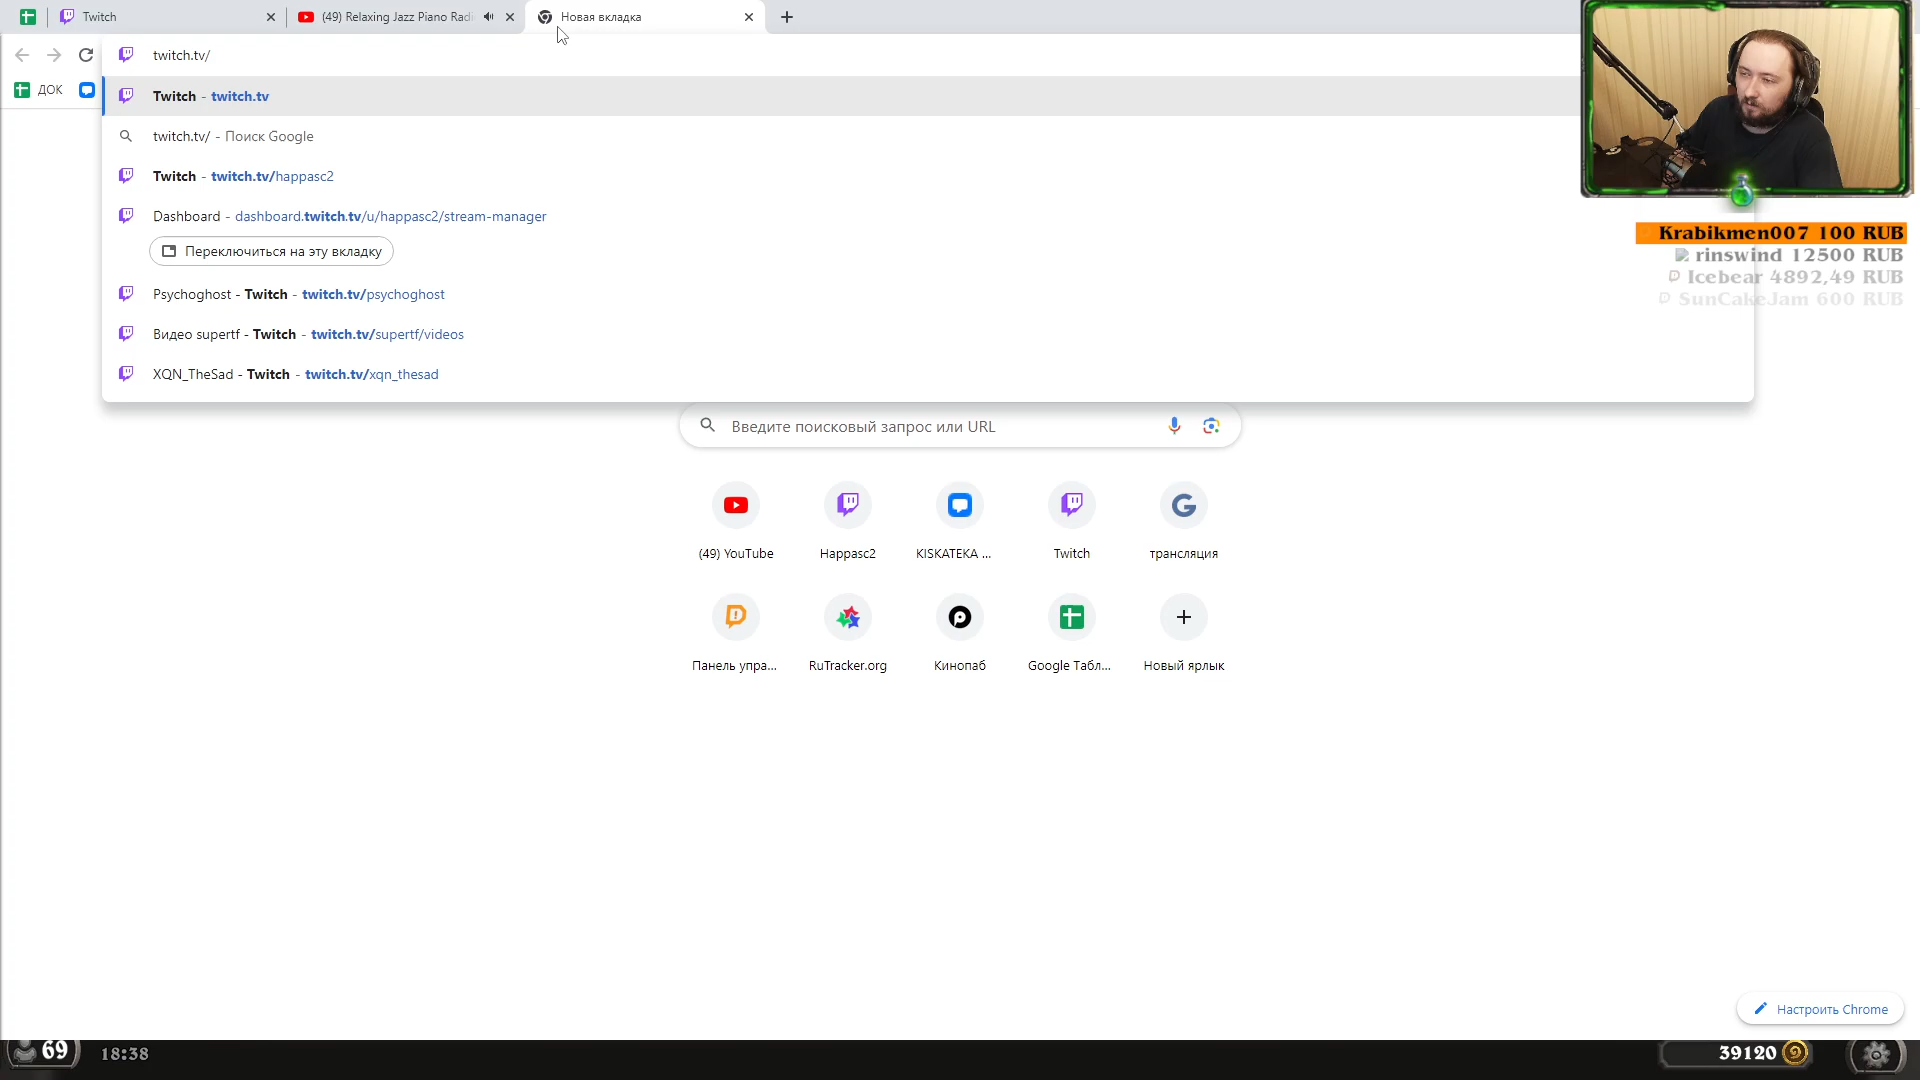 Twitch
(49) Relaxing Jazz Piano Radi
Новая вкладка
twitch.tv/
ДОК
Twitch - twitch.tv
twitch.tv/ - Поиск Google
Twitch - twitch.tv/happasc2
Dashboard - dashboard.twitch.tv/u/happasc2/stream-manager
Переключиться на эту вкладку
Psychoghost - Twitch - twitch.tv/psychoghost
Видео supertf - Twitch - twitch.tv/supertf/videos
XQN_TheSad - Twitch - twitch.tv/xqn_thesad
Krabikmen007 100 RUB
rinswind 12500 RUB
Icebear 4892,49 RUB
SunCakeJam 600 RUB
Введите поисковый запрос или URL
(49) YouTube
Happasc2
KISKATEKA ...
Twitch
трансляция
Панель упра...
RuTracker.org
Кинопаб
Google Табл...
Новый ярлык
Настроить Chrome
69
18:38
39120